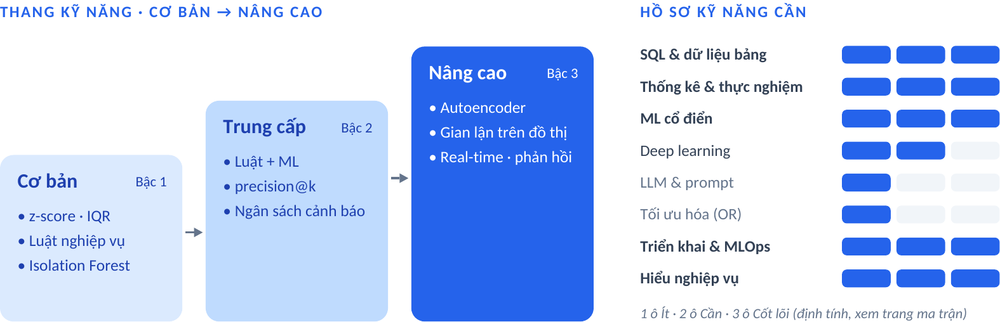 THANG KỸ NĂNG · CƠ BẢN → NÂNG CAO
Cơ bản
Bậc 1
• z-score · IQR
• Luật nghiệp vụ
• Isolation Forest
Trung cấp
Bậc 2
• Luật + ML
• precision@k
• Ngân sách cảnh báo
Nâng cao
Bậc 3
• Autoencoder
• Gian lận trên đồ thị
• Real-time · phản hồi
HỒ SƠ KỸ NĂNG CẦN
SQL & dữ liệu bảng
Thống kê & thực nghiệm
ML cổ điển
Deep learning
LLM & prompt
Tối ưu hóa (OR)
Triển khai & MLOps
Hiểu nghiệp vụ
1 ô Ít · 2 ô Cần · 3 ô Cốt lõi (định tính, xem trang ma trận)